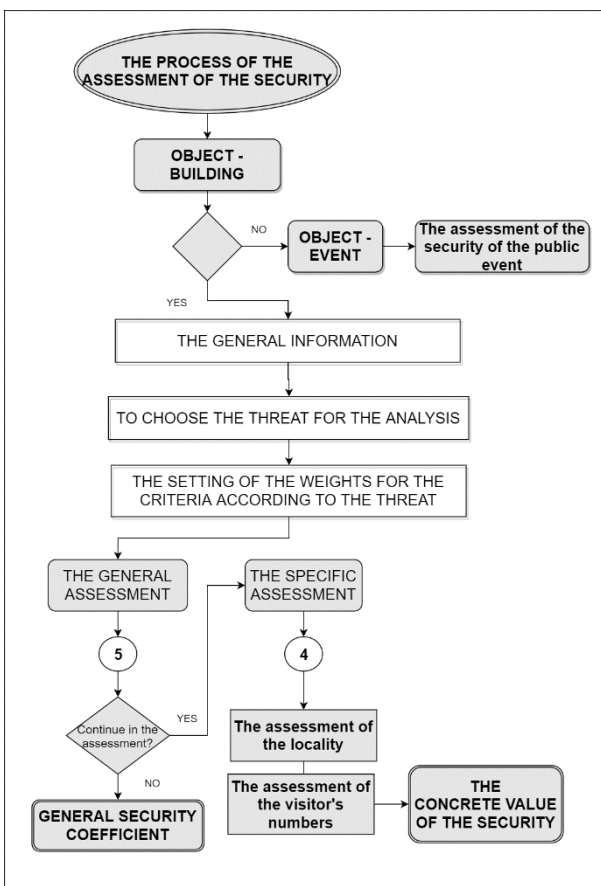 THE PROCESS OF THE
ASSESSMENT OF THE SECURITY
OBJECT -
BUILDING
NO
OBJECT -
EVENT
The assessment of the
security of the public
event
YES
THE GENERAL INFORMATION
TO CHOOSE THE THREAT FOR THE ANALYSIS
THE SETTING OF THE WEIGHTS FOR THE
CRITERIA ACCORDING TO THE THREAT
THE GENERAL
ASSESSMENT
THE SPECIFIC
ASSESSMENT
5
4
Continue in the
assessment?
YES
The assessment of
the locality
NO
The assessment of
the visitor's
numbers
THE
CONCRETE VALUE
OF THE SECURITY
GENERAL SECURITY
COEFFICIENT